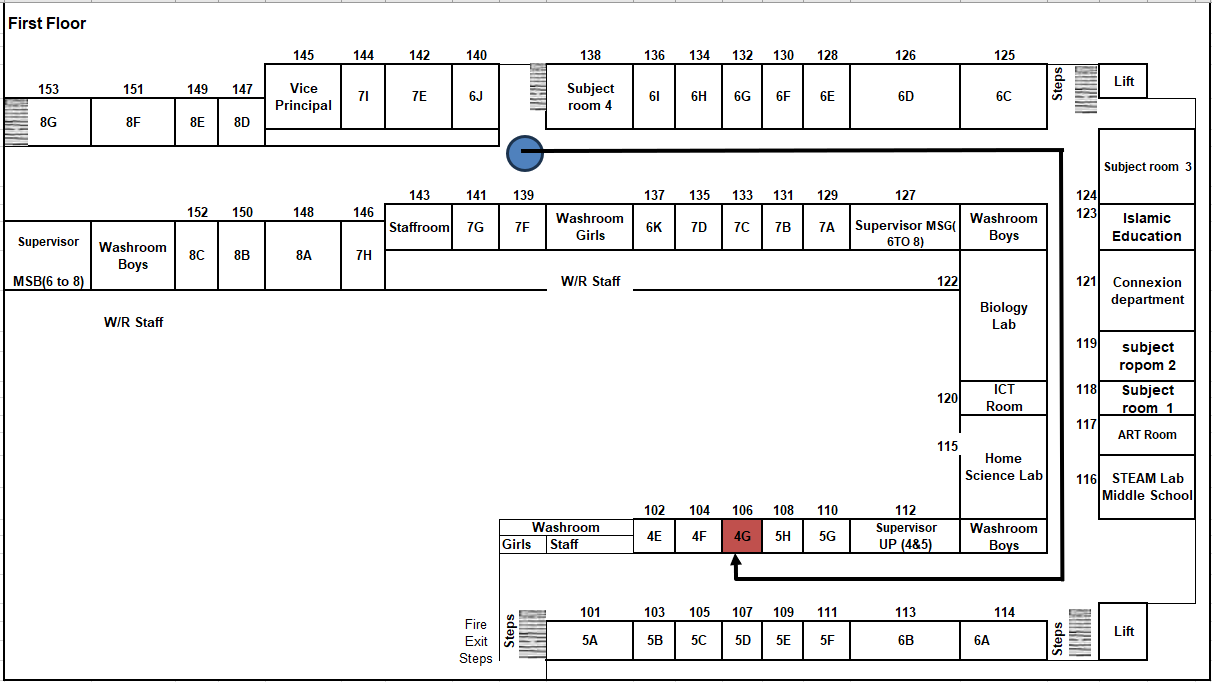 First Floor
145 144 142 140 138 136 134 132 130 128 126 125
153 151 149 147
Vice
Principal
7I 7E 6J
Subject
room 4
6I 6H 6G 6F 6E 6D 6C
Steps
Lift
8G 8F 8E 8D
Subject room 3
124
143 141 139 137 135 133 131 129 127
152 150 148 146
123
Staffroom 7G 7F
Washroom
Girls
6K 7D 7C 7B 7A
Supervisor MSG(
6TO 8)
Washroom
Boys
Islamic
Education
Supervisor
MSB(6 to 8)
Washroom
Boys
8C 8B 8A 7H
W/R Staff
122
121
Connexion
department
Biology
Lab
W/R Staff
119
subject
ropom 2
120
ICT
Room
118
Subject
room 1
117
ART Room
115
Home
Science Lab
116
STEAM Lab
Middle School
102 104 106 108 110 112
Washroom
Girls Staff
4E 4F 4G 5H 5G
Supervisor
UP (4&5)
Washroom
Boys
101 103 105 107 109 111 113 114
Fire
Exit
Steps
Steps
5A 5B 5C 5D 5E 5F 6B 6A
Steps
Lift